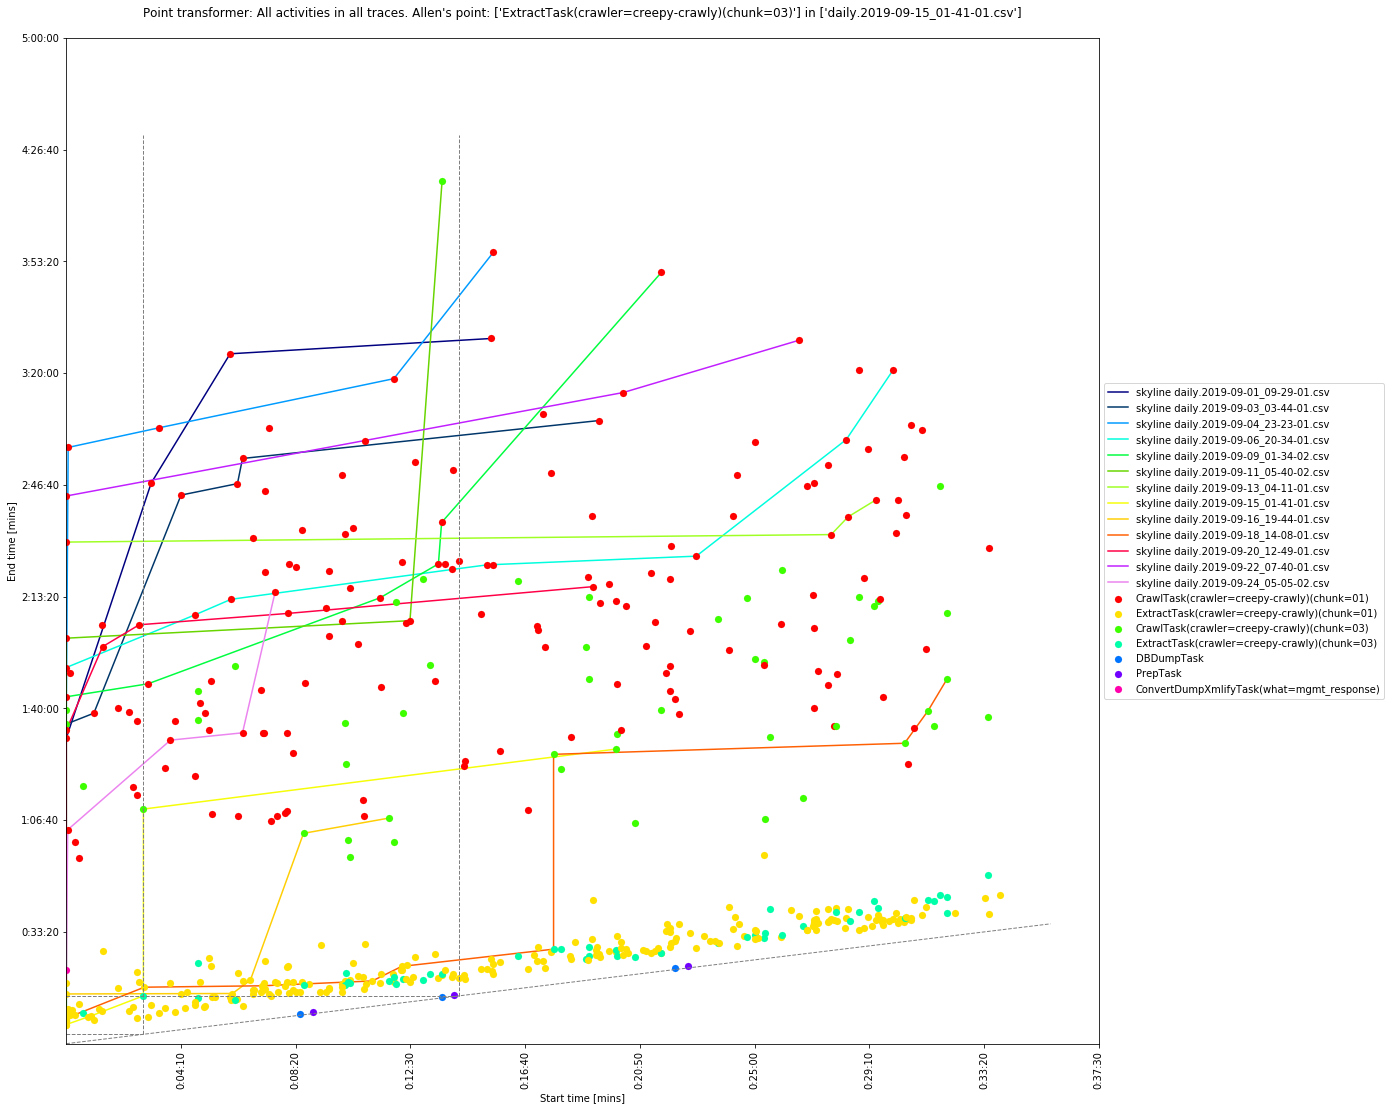 Point transformer: All activities in all traces. Allen's point: ['ExtractTask(crawler=creepy-crawly)(chunk=03)'] in ['daily.2019-09-15_01-41-01.csv']
5:00:00
4:26:40
3:53:20
3:20:00
2:46:40
2:13:20
1:40:00
1:06:40
0:33:20
End time [mins]
0:04:10
0:08:20
0:12:30
0:16:40
0:20:50
0:25:00
0:29:10
0:33:20
0:37:30
Start time [mins]
skyline daily.2019-09-01_09-29-01.csv
skyline daily.2019-09-03_03-44-01.csv
skyline daily.2019-09-04_23-23-01.csv
skyline daily.2019-09-06_20-34-01.csv
skyline daily.2019-09-09_01-34-02.csv
skyline daily.2019-09-11_05-40-02.csv
skyline daily.2019-09-13_04-11-01.csv
skyline daily.2019-09-15_01-41-01.csv
skyline daily.2019-09-16_19-44-01.csv
skyline daily.2019-09-18_14-08-01.csv
skyline daily.2019-09-20_12-49-01.csv
skyline daily.2019-09-22_07-40-01.csv
skyline daily.2019-09-24_05-05-02.csv
CrawlTask(crawler=creepy-crawly)(chunk=01)
ExtractTask(crawler=creepy-crawly)(chunk=01)
CrawlTask(crawler=creepy-crawly)(chunk=03)
ExtractTask(crawler=creepy-crawly)(chunk=03)
DBDumpTask
PrepTask
ConvertDumpXmlifyTask(what=mgmt_response)